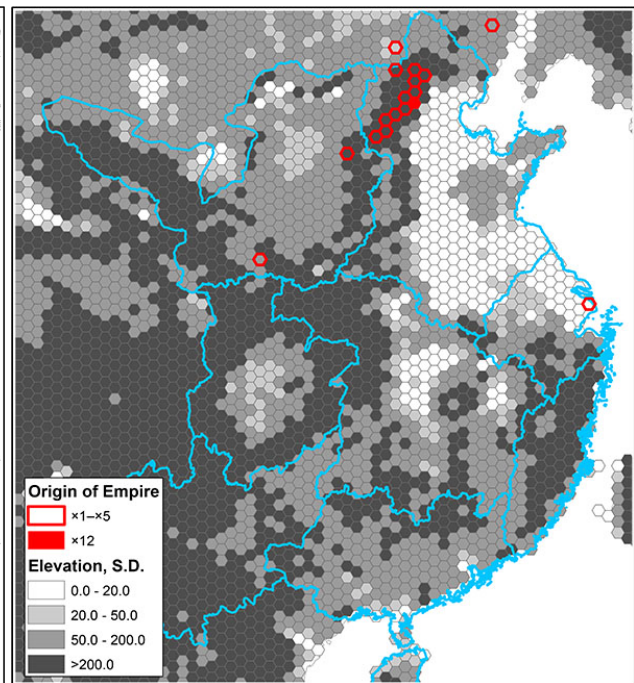 Origin of Empire
×1–×5
×12
Elevation, S.D.
0.0 - 20.0
20.0 - 50.0
50.0 - 200.0
>200.0